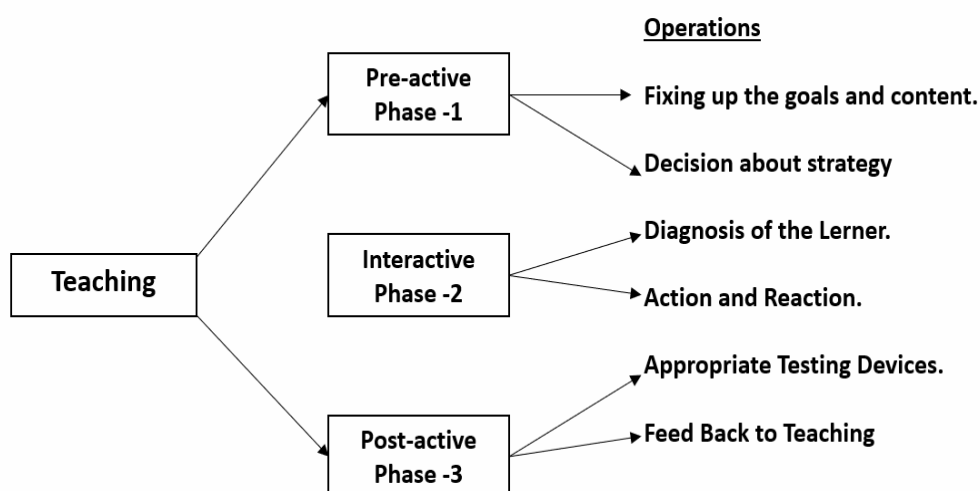 Operations
Pre-active
Phase -1
Fixing up the goals and content.
Decision about strategy
Teaching
Interactive
Phase -2
Diagnosis of the Lerner.
Action and Reaction.
Post-active
Phase -3
Appropriate Testing Devices.
Feed Back to Teaching